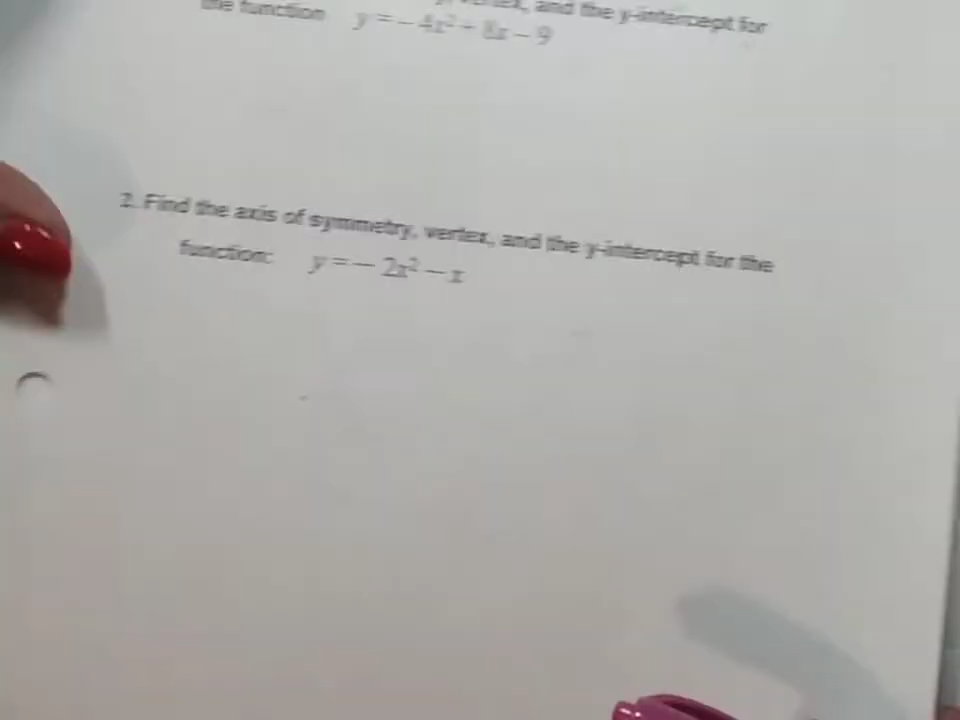 the function y = − 4x² − 8x − 9
, and the y-intercept for
2. Find the axis of symmetry, vertex, and the y-intercept for the
function: y = − 2x² − x